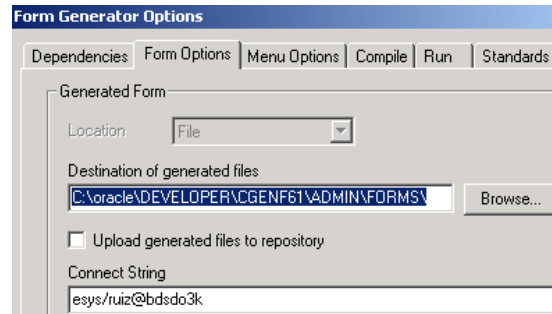 Form Generator Options
Dependencies Form Options Menu Options Compile Run Standards
Generated Form
Location File
Destination of generated files
C:\oracle\DEVELOPER\CGENF61\ADMIN\FORMS\ Browse...
Upload generated files to repository
Connect String
esys/ruiz@bdsdo3k